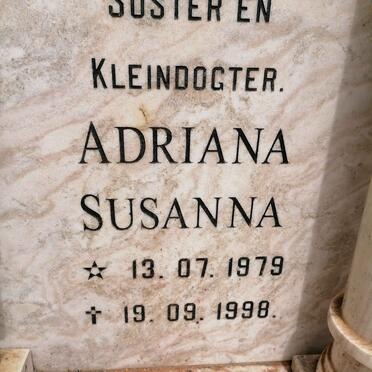 SUSTER EN
KLEINDOGTER.
ADRIANA
SUSANNA
☆ 13. 07. 1979
✝ 19. 09. 1998.